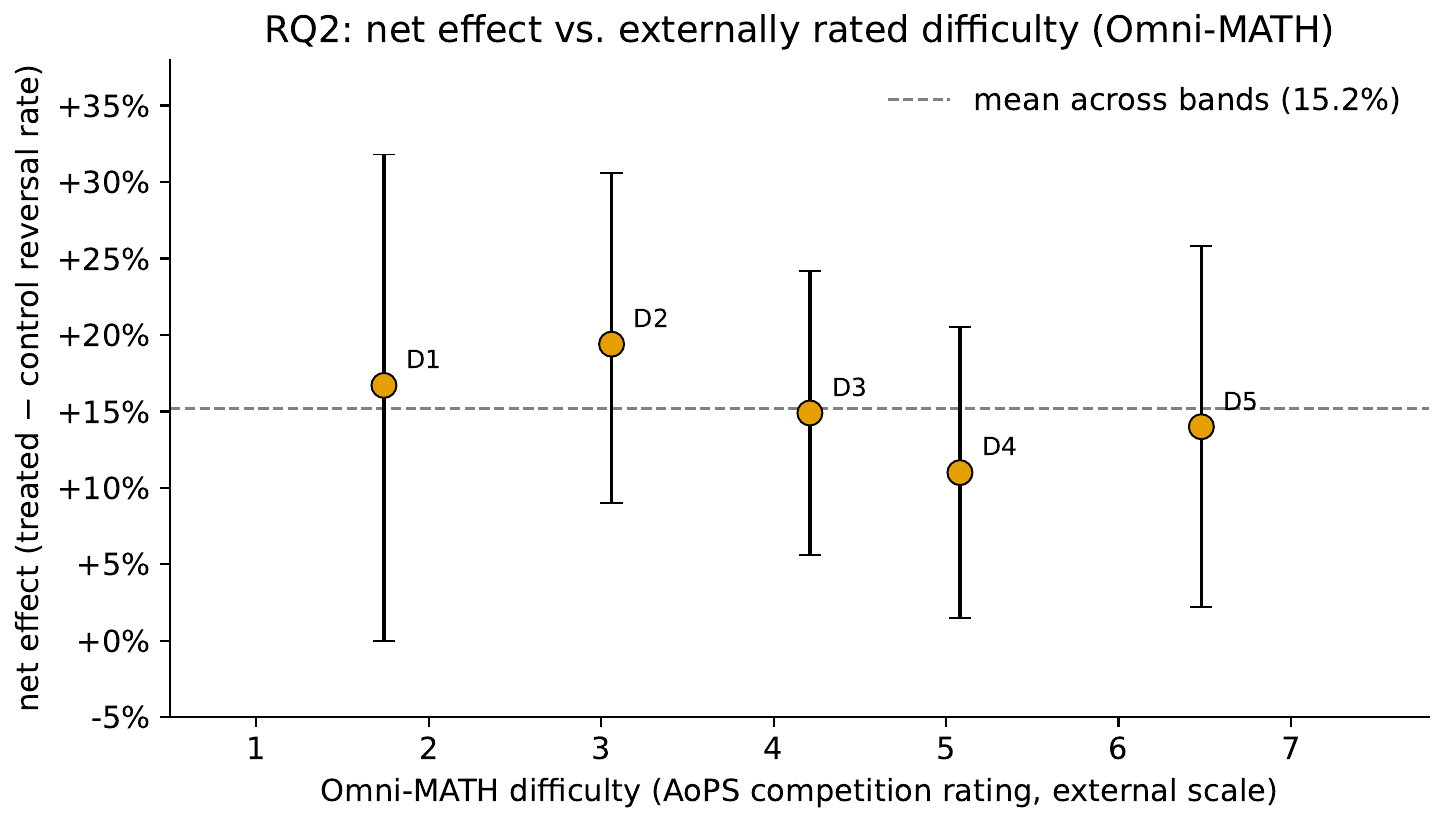 RQ2: net effect vs. externally rated difficulty (Omni-MATH)
net effect (treated − control reversal rate)
+35%
+30%
+25%
+20%
+15%
+10%
+5%
+0%
-5%
mean across bands (15.2%)
D1
D2
D3
D4
D5
1 2 3 4 5 6 7
Omni-MATH difficulty (AoPS competition rating, external scale)